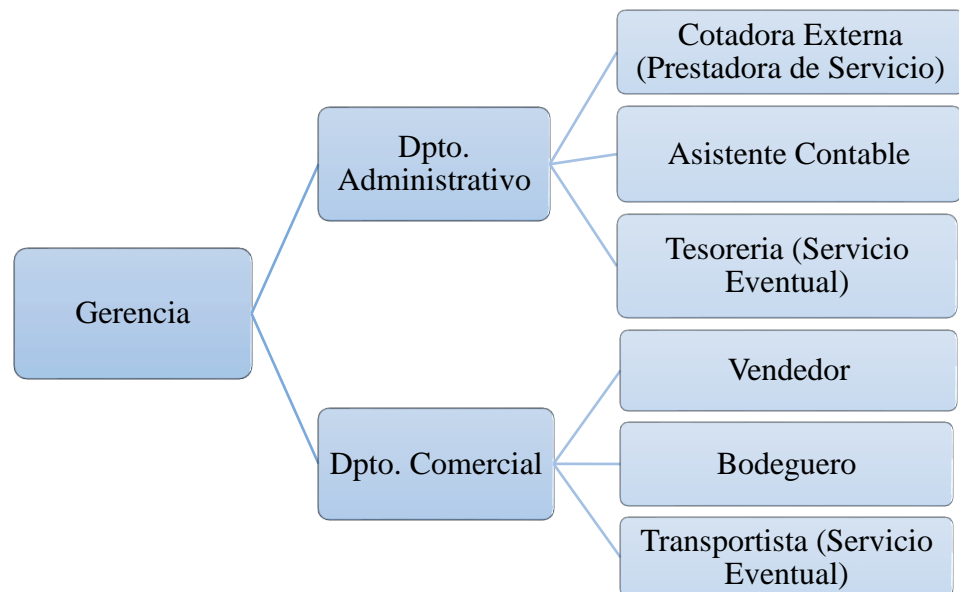 Gerencia
Dpto.
Administrativo
Cotadora Externa
(Prestadora de Servicio)
Asistente Contable
Tesoreria (Servicio
Eventual)
Dpto. Comercial
Vendedor
Bodeguero
Transportista (Servicio
Eventual)